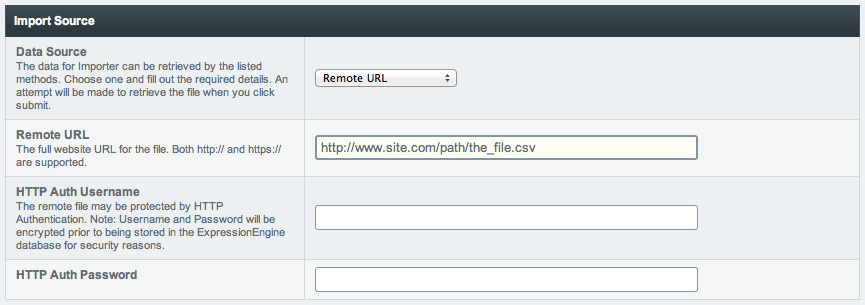 Import Source
Data Source
The data for Importer can be retrieved by the listed
methods. Choose one and fill out the required details. An
attempt will be made to retrieve the file when you click
submit.
Remote URL
Remote URL
The full website URL for the file. Both http:// and https://
are supported.
http://www.site.com/path/the_file.csv
HTTP Auth Username
The remote file may be protected by HTTP
Authentication. Note: Username and Password will be
encrypted prior to being stored in the ExpressionEngine
database for security reasons.
HTTP Auth Password